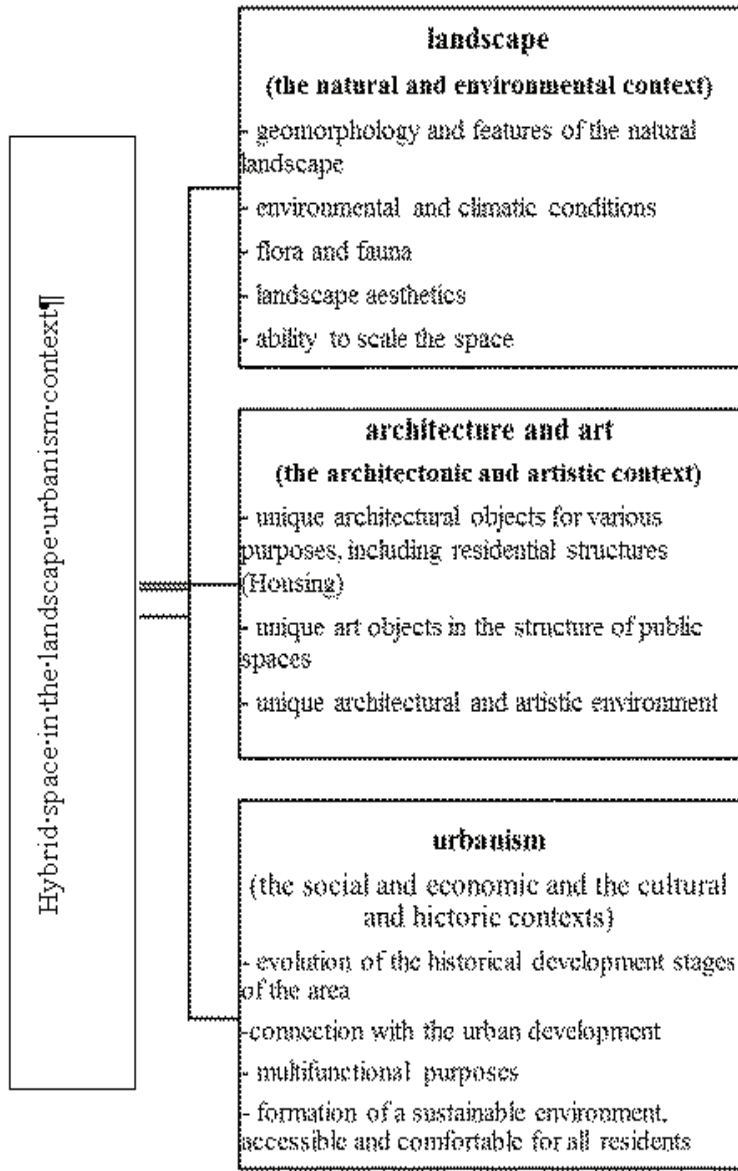 Hybrid·space·in·the·landscape·urbanism·context¶
landscape
(the natural and environmental context)
- geomorphology and features of the natural
landscape
- environmental and climatic conditions
- flora and fauna
- landscape aesthetics
- ability to scale the space
architecture and art
(the architectonic and artistic context)
- unique architectural objects for various
purposes, including residential structures
(Housing)
- unique art objects in the structure of public
spaces
- unique architectural and artistic environment
urbanism
(the social and economic and the cultural
and hictoric contexts)
- evolution of the historical development stages
of the area
-connection with the urban development
- multifunctional purposes
- formation of a sustainable environment,
accessible and comfortable for all residents